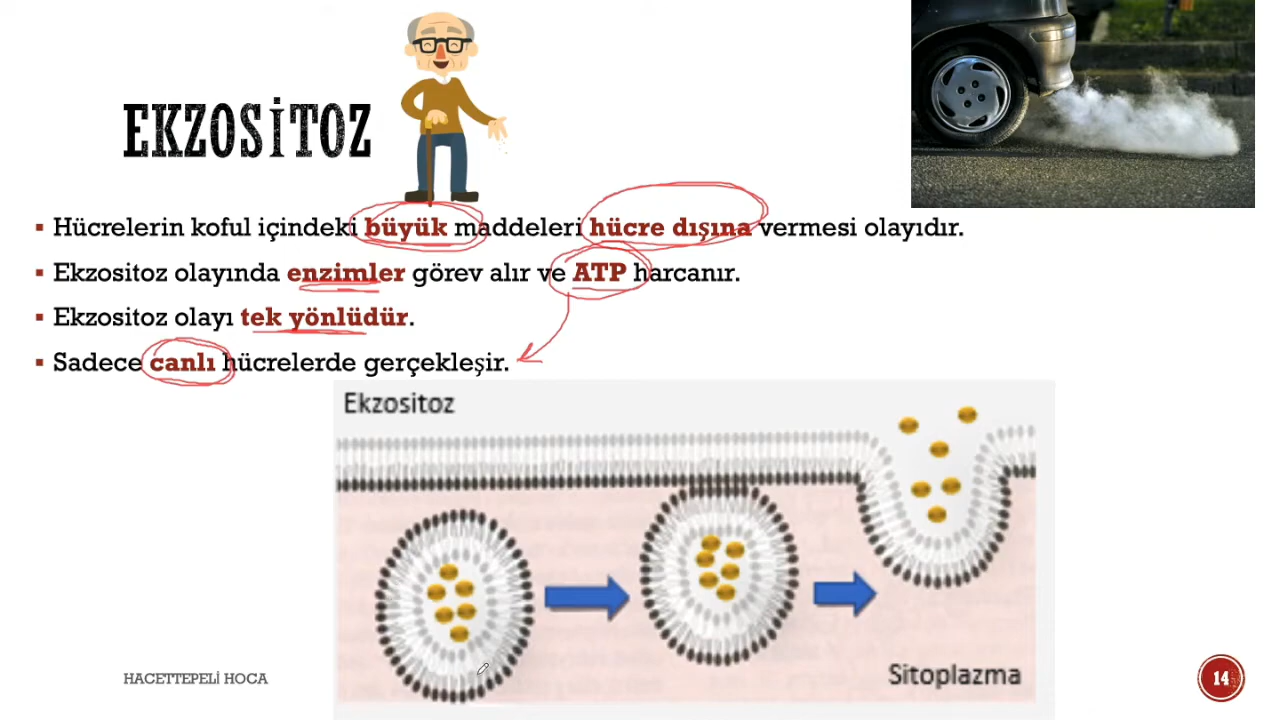 EKZOSİTOZ
Hücrelerin koful içindeki büyük maddeleri hücre dışına vermesi olayıdır.
Ekzositoz olayında enzimler görev alır ve ATP harcanır.
Ekzositoz olayı tek yönlüdür.
Sadece canlı hücrelerde gerçekleşir.
Ekzositoz
Sitoplazma
HACETTEPELİ HOCA
14